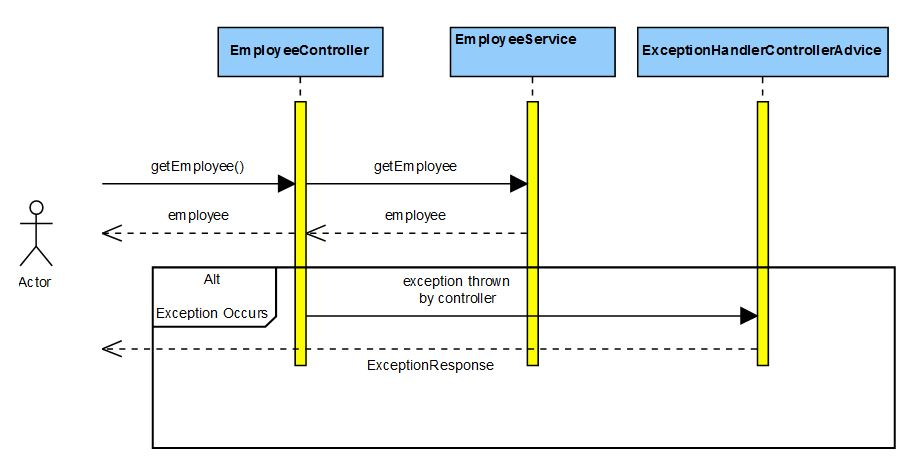 EmployeeController
EmployeeService
ExceptionHandlerControllerAdvice
getEmployee()
getEmployee
employee
employee
Actor
Alt
Exception Occurs
exception thrown
by controller
ExceptionResponse